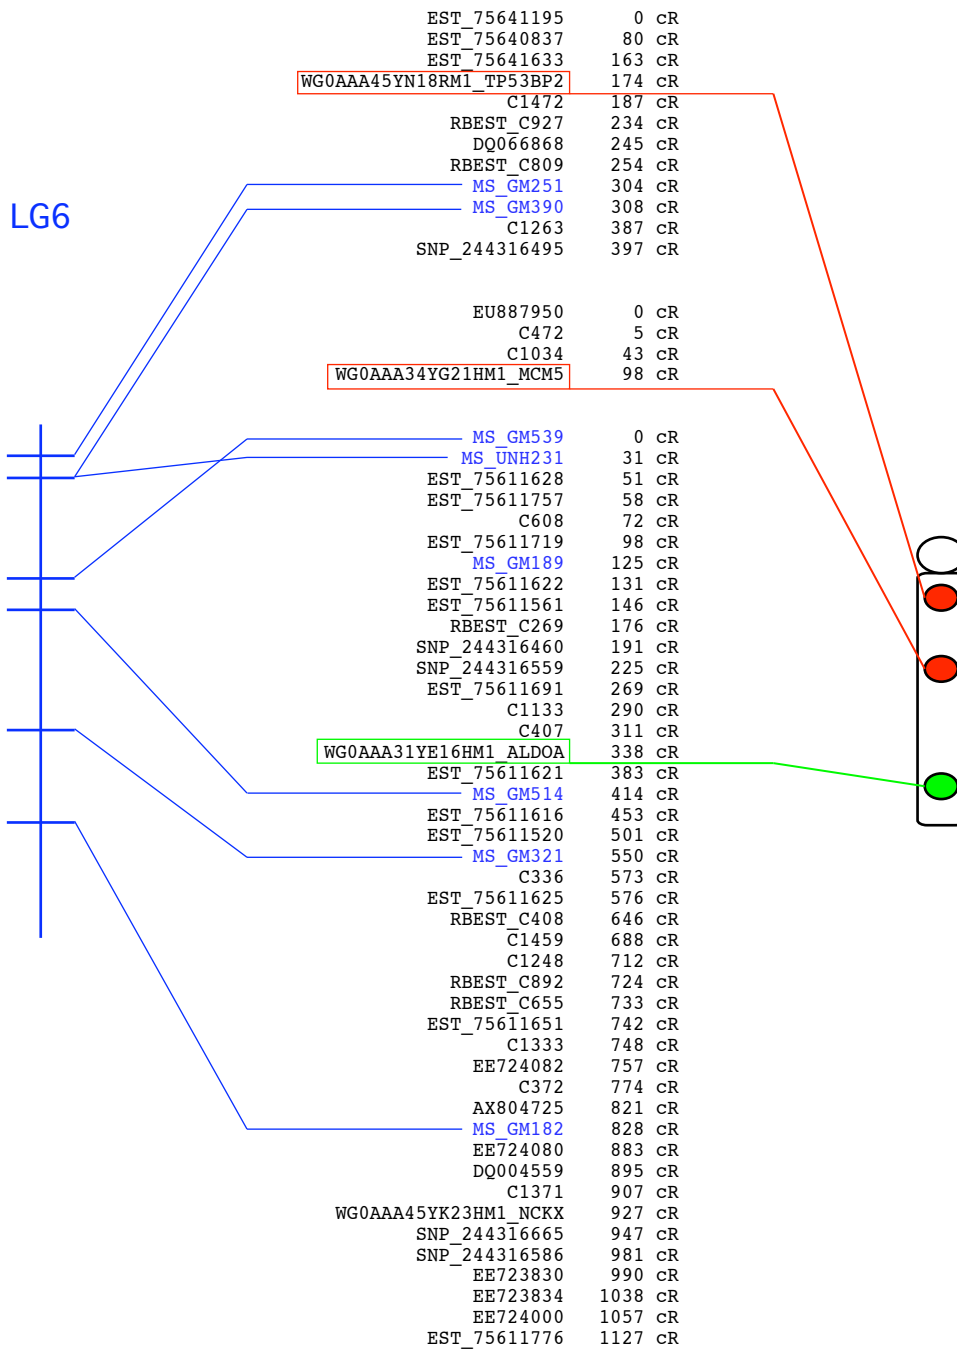 EST_75641195 0 cR
EST_75640837 80 cR
EST_75641633 163 cR
WG0AAA45YN18RM1_TP53BP2 174 cR
C1472 187 cR
RBEST_C927 234 cR
DQ066868 245 cR
RBEST_C809 254 cR
MS_GM251 304 cR
LG6
MS_GM390 308 cR
C1263 387 cR
SNP_244316495 397 cR
EU887950 0 cR
C472 5 cR
C1034 43 cR
WG0AAA34YG21HM1_MCM5 98 cR
MS_GM539 0 cR
MS_UNH231 31 cR
EST_75611628 51 cR
EST_75611757 58 cR
C608 72 cR
EST_75611719 98 cR
MS_GM189 125 cR
EST_75611622 131 cR
EST_75611561 146 cR
RBEST_C269 176 cR
SNP_244316460 191 cR
SNP_244316559 225 cR
EST_75611691 269 cR
C1133 290 cR
C407 311 cR
WG0AAA31YE16HM1_ALDOA 338 cR
EST_75611621 383 cR
MS_GM514 414 cR
EST_75611616 453 cR
EST_75611520 501 cR
MS_GM321 550 cR
C336 573 cR
EST_75611625 576 cR
RBEST_C408 646 cR
C1459 688 cR
C1248 712 cR
RBEST_C892 724 cR
RBEST_C655 733 cR
EST_75611651 742 cR
C1333 748 cR
EE724082 757 cR
C372 774 cR
AX804725 821 cR
MS_GM182 828 cR
EE724080 883 cR
DQ004559 895 cR
C1371 907 cR
WG0AAA45YK23HM1_NCKX 927 cR
SNP_244316665 947 cR
SNP_244316586 981 cR
EE723830 990 cR
EE723834 1038 cR
EE724000 1057 cR
EST_75611776 1127 cR